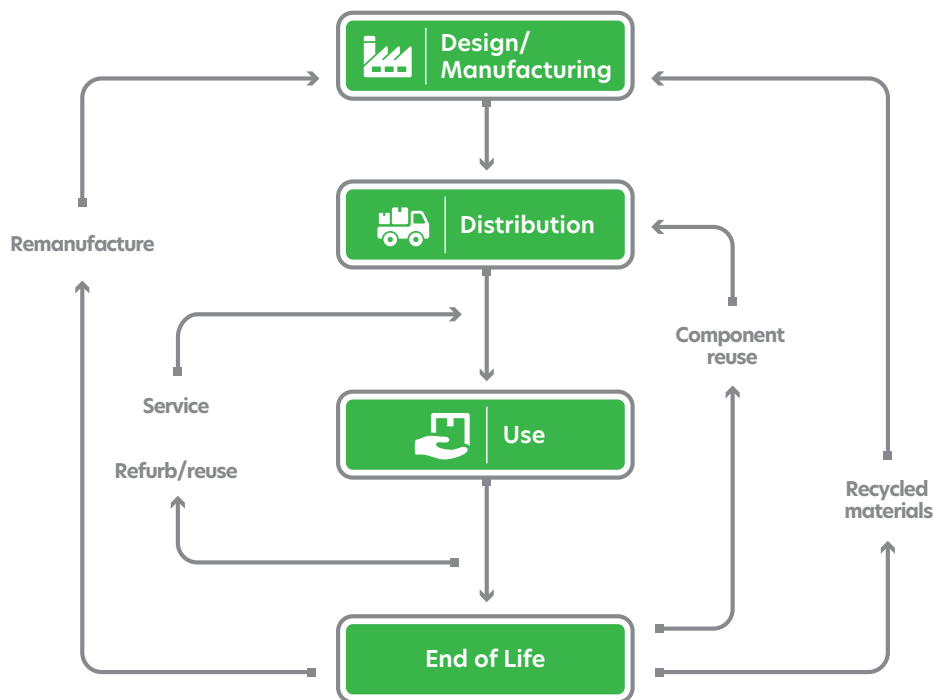 Design/
Manufacturing
Distribution
Remanufacture
Component
reuse
Service
Use
Refurb/reuse
Recycled
materials
End of Life